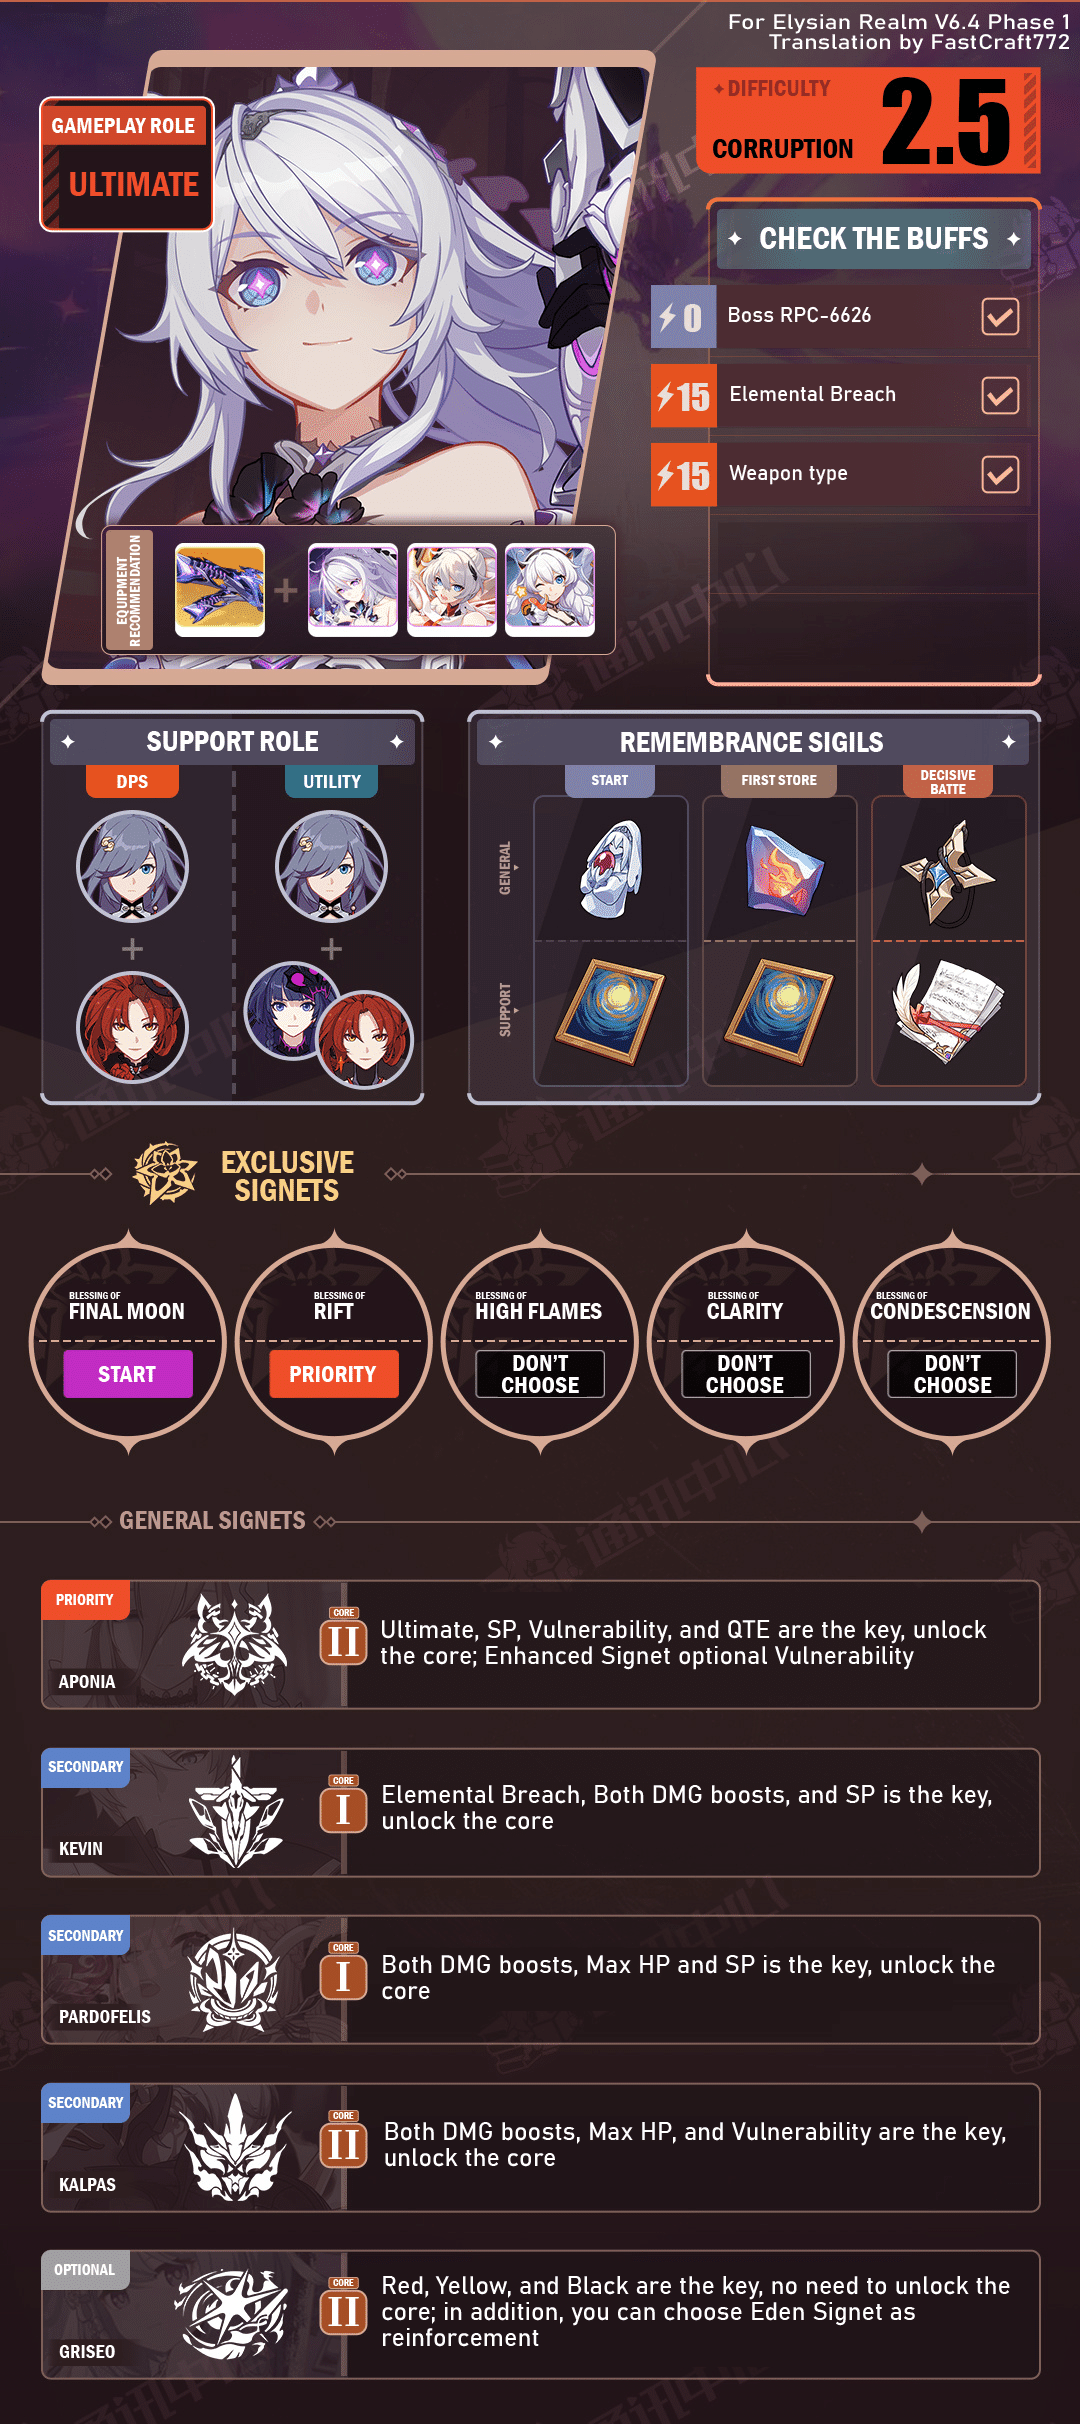 For Elysian Realm V6.4 Phase 1
Translation by FastCraft772
GAMEPLAY ROLE
ULTIMATE
DIFFICULTY
CORRUPTION
2.5
CHECK THE BUFFS
0
Boss RPC-6626
15
Elemental Breach
15
Weapon type
EQUIPMENT
RECOMMENDATION
SUPPORT ROLE
DPS
UTILITY
REMEMBRANCE SIGILS
START
FIRST STORE
DECISIVE
BATTE
GENERAL
SUPPORT
EXCLUSIVE
SIGNETS
BLESSING OF
FINAL MOON
START
BLESSING OF
RIFT
PRIORITY
BLESSING OF
HIGH FLAMES
DON'T
CHOOSE
BLESSING OF
CLARITY
DON'T
CHOOSE
BLESSING OF
CONDESCENSION
DON'T
CHOOSE
GENERAL SIGNETS
PRIORITY
APONIA
CORE
II
Ultimate, SP, Vulnerability, and QTE are the key, unlock
the core; Enhanced Signet optional Vulnerability
SECONDARY
KEVIN
CORE
I
Elemental Breach, Both DMG boosts, and SP is the key,
unlock the core
SECONDARY
PARDOFELIS
CORE
I
Both DMG boosts, Max HP and SP is the key, unlock the
core
SECONDARY
KALPAS
CORE
II
Both DMG boosts, Max HP, and Vulnerability are the key,
unlock the core
OPTIONAL
GRISEO
CORE
II
Red, Yellow, and Black are the key, no need to unlock the
core; in addition, you can choose Eden Signet as
reinforcement